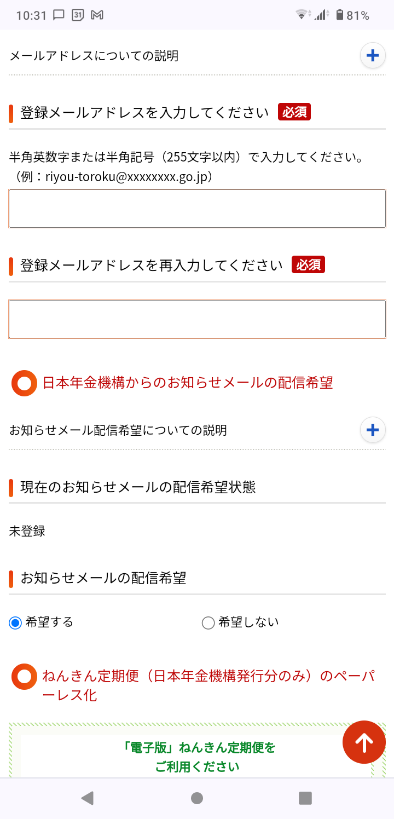 10:31 31 81%
メールアドレスについての説明
登録メールアドレスを入力してください 必須
半角英数字または半角記号（255文字以内）で入力してください。
（例：riyou-toroku@xxxxxxxx.go.jp）
登録メールアドレスを再入力してください 必須
日本年金機構からのお知らせメールの配信希望
お知らせメール配信希望についての説明
現在のお知らせメールの配信希望状態
未登録
お知らせメールの配信希望
希望する 希望しない
ねんきん定期便（日本年金機構発行分のみ）のペーパ
ーレス化
「電子版」ねんきん定期便を
ご利用ください